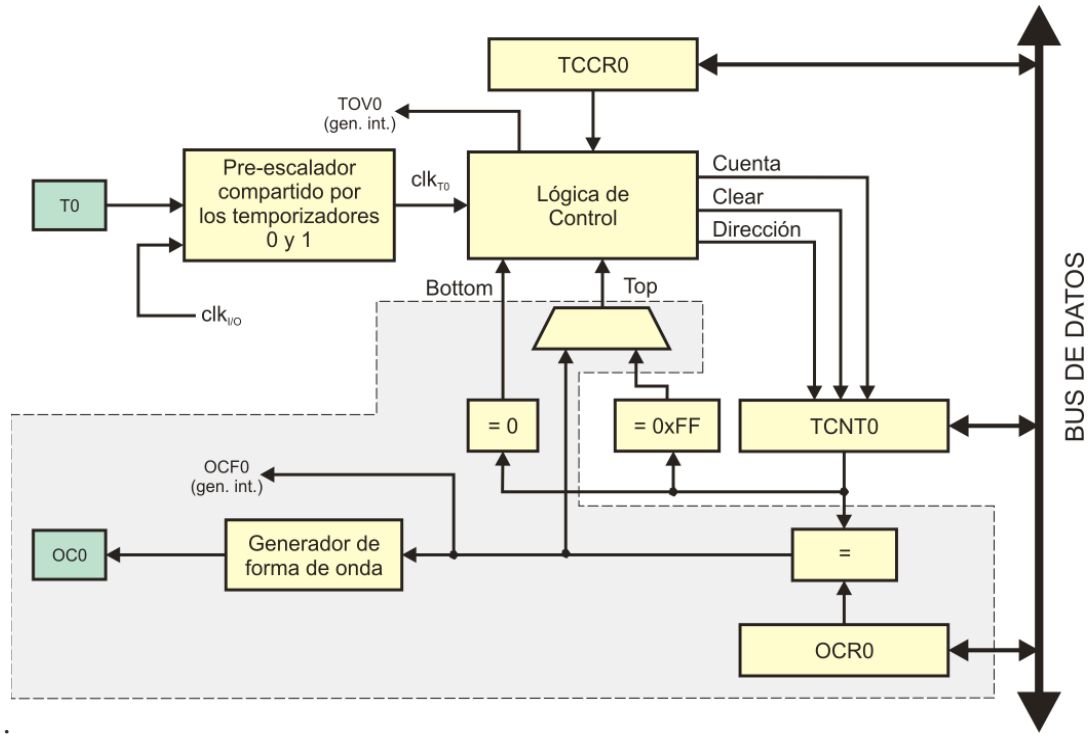 TCCR0
TOV0
(gen. int.)
Pre-escalador
compartido por
los temporizadores
0 y 1
T0
clkT0
Lógica de
Control
Cuenta
Clear
Dirección
clkI/O
Bottom
Top
BUS DE DATOS
= 0
= 0xFF
TCNT0
OCF0
(gen. int.)
OC0
Generador de
forma de onda
=
OCR0
.